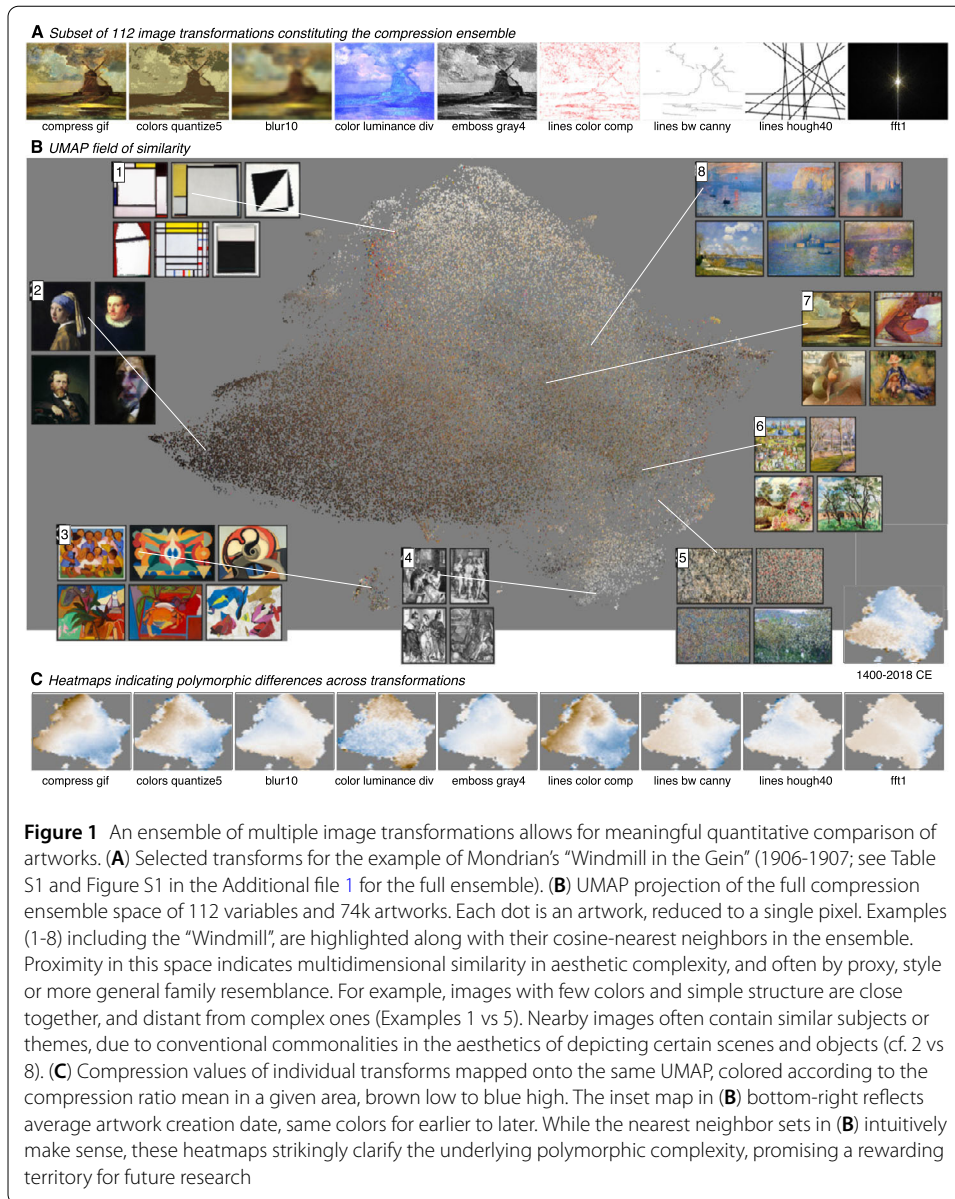 A Subset of 112 image transformations constituting the compression ensemble
compress gif
colors quantize5
blur10
color luminance div
emboss gray4
lines color comp
lines bw canny
lines hough40
fft1
B UMAP field of similarity
1
8
2
7
6
3
4
5
1400-2018 CE
C Heatmaps indicating polymorphic differences across transformations
compress gif
colors quantize5
blur10
color luminance div
emboss gray4
lines color comp
lines bw canny
lines hough40
fft1
Figure 1 An ensemble of multiple image transformations allows for meaningful quantitative comparison of
artworks. (A) Selected transforms for the example of Mondrian's "Windmill in the Gein" (1906-1907; see Table
S1 and Figure S1 in the Additional file 1 for the full ensemble). (B) UMAP projection of the full compression
ensemble space of 112 variables and 74k artworks. Each dot is an artwork, reduced to a single pixel. Examples
(1-8) including the "Windmill", are highlighted along with their cosine-nearest neighbors in the ensemble.
Proximity in this space indicates multidimensional similarity in aesthetic complexity, and often by proxy, style
or more general family resemblance. For example, images with few colors and simple structure are close
together, and distant from complex ones (Examples 1 vs 5). Nearby images often contain similar subjects or
themes, due to conventional commonalities in the aesthetics of depicting certain scenes and objects (cf. 2 vs
8). (C) Compression values of individual transforms mapped onto the same UMAP, colored according to the
compression ratio mean in a given area, brown low to blue high. The inset map in (B) bottom-right reflects
average artwork creation date, same colors for earlier to later. While the nearest neighbor sets in (B) intuitively
make sense, these heatmaps strikingly clarify the underlying polymorphic complexity, promising a rewarding
territory for future research